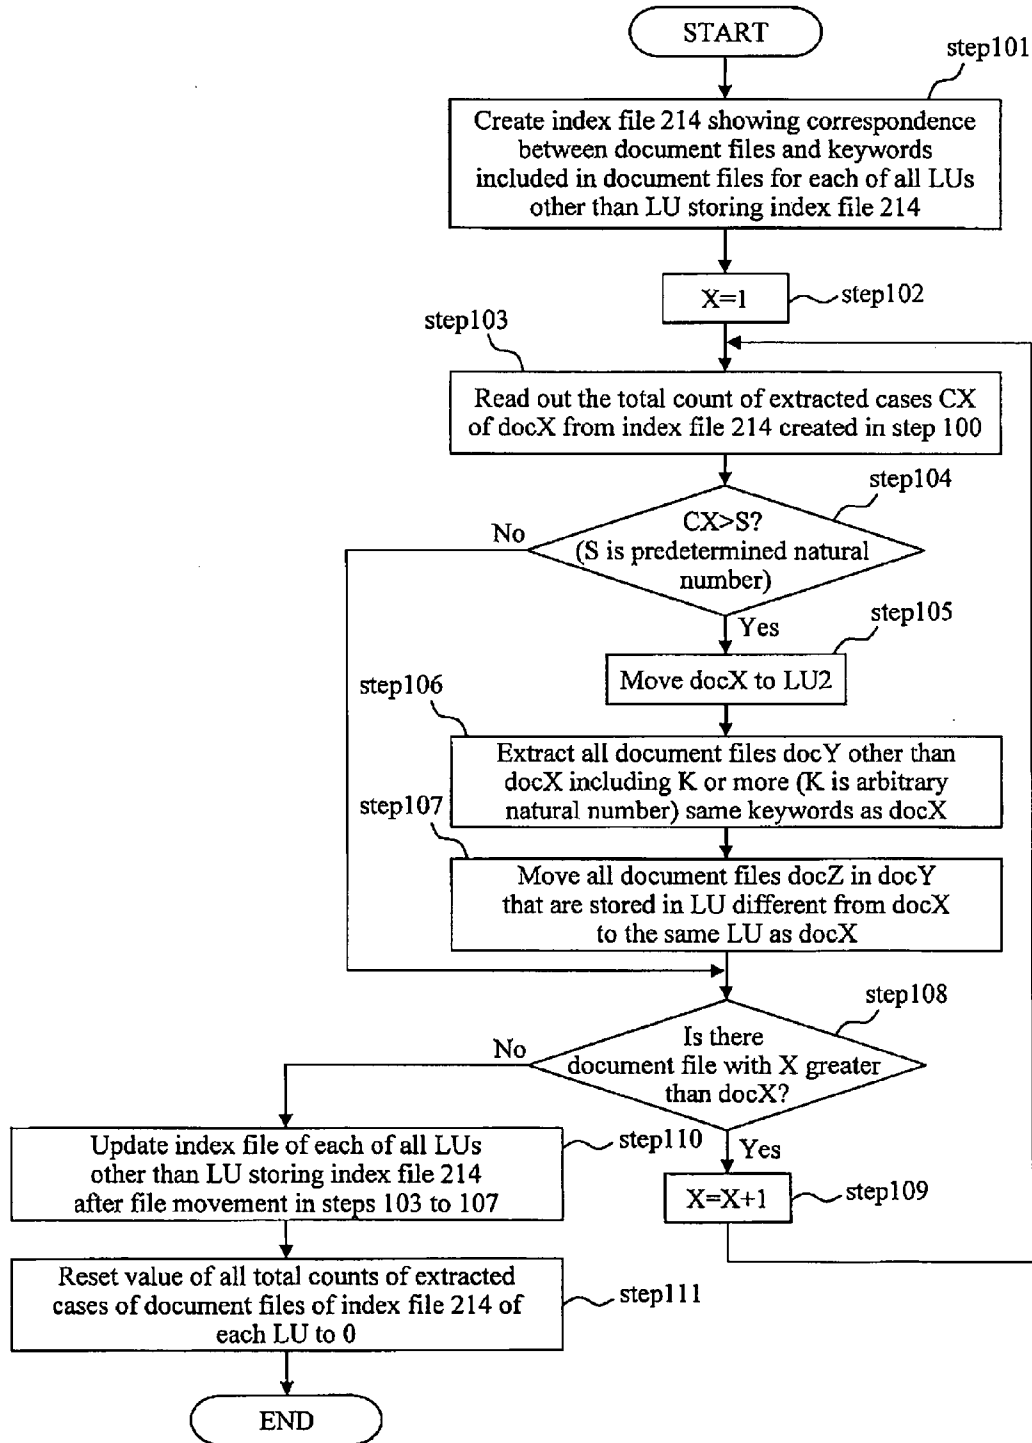 START
step101
Create index file 214 showing correspondence
between document files and keywords
included in document files for each of all LUs
other than LU storing index file 214
X=1
step102
step103
Read out the total count of extracted cases CX
of docX from index file 214 created in step 100
step104
CX>S?
(S is predetermined natural
number)
No
Yes
step105
Move docX to LU2
step106
Extract all document files docY other than
docX including K or more (K is arbitrary
natural number) same keywords as docX
step107
Move all document files docZ in docY
that are stored in LU different from docX
to the same LU as docX
step108
Is there
document file with X greater
than docX?
No
Yes
step109
X=X+1
step110
Update index file of each of all LUs
other than LU storing index file 214
after file movement in steps 103 to 107
step111
Reset value of all total counts of extracted
cases of document files of index file 214 of
each LU to 0
END